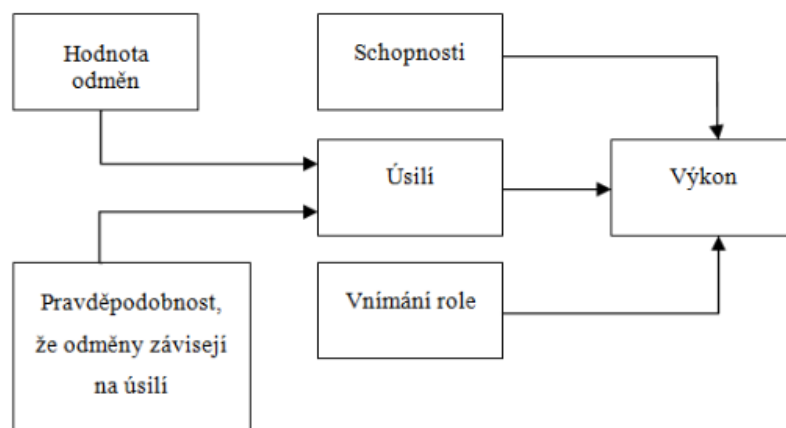 Hodnota
odměn
Schopnosti
Úsilí
Výkon
Pravděpodobnost,
že odměny závisejí
na úsilí
Vnímání role